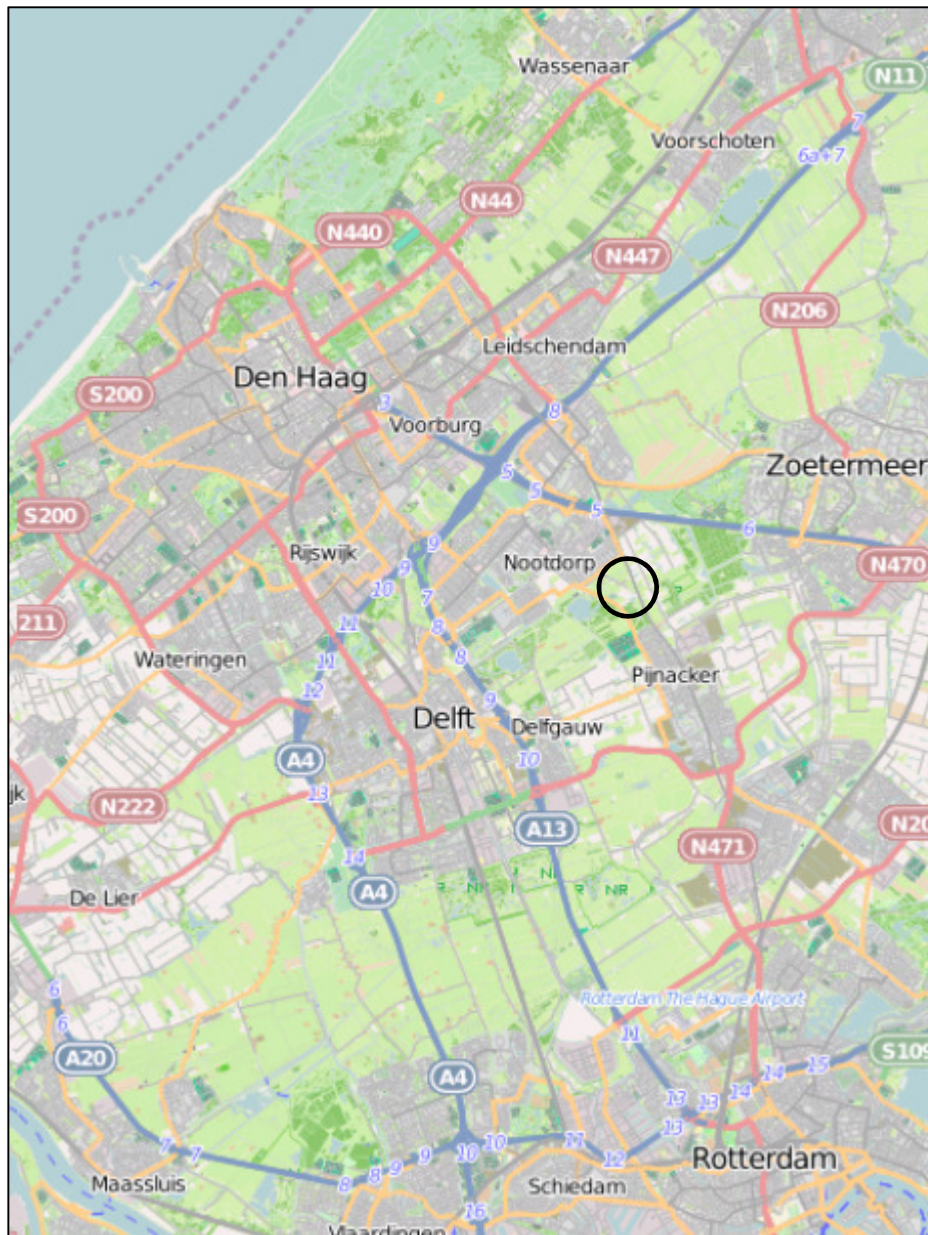 Wassenaar
N11
7
Voorschoten
6a+7
N44
N440
N447
N206
Leidschendam
Den Haag
S200
3
8
Voorburg
Zoetermeer
5
5
5
S200
6
9
Rijswijk
Nootdorp
9
N470
10
7
211
11
8
8
Wateringen
11
Pijnacker
12
9
Delft
Delfgauw
A4
10
13
N222
A13
N20
N471
14
A4
NR
De Lier
6
Rotterdam The Hague Airport
6
11
A20
S109
A4
15
14
14
13
13
7
7
10
11
13
10
9
12
8
8
Rotterdam
Maassluis
Schiedam
16
Vlaardingen